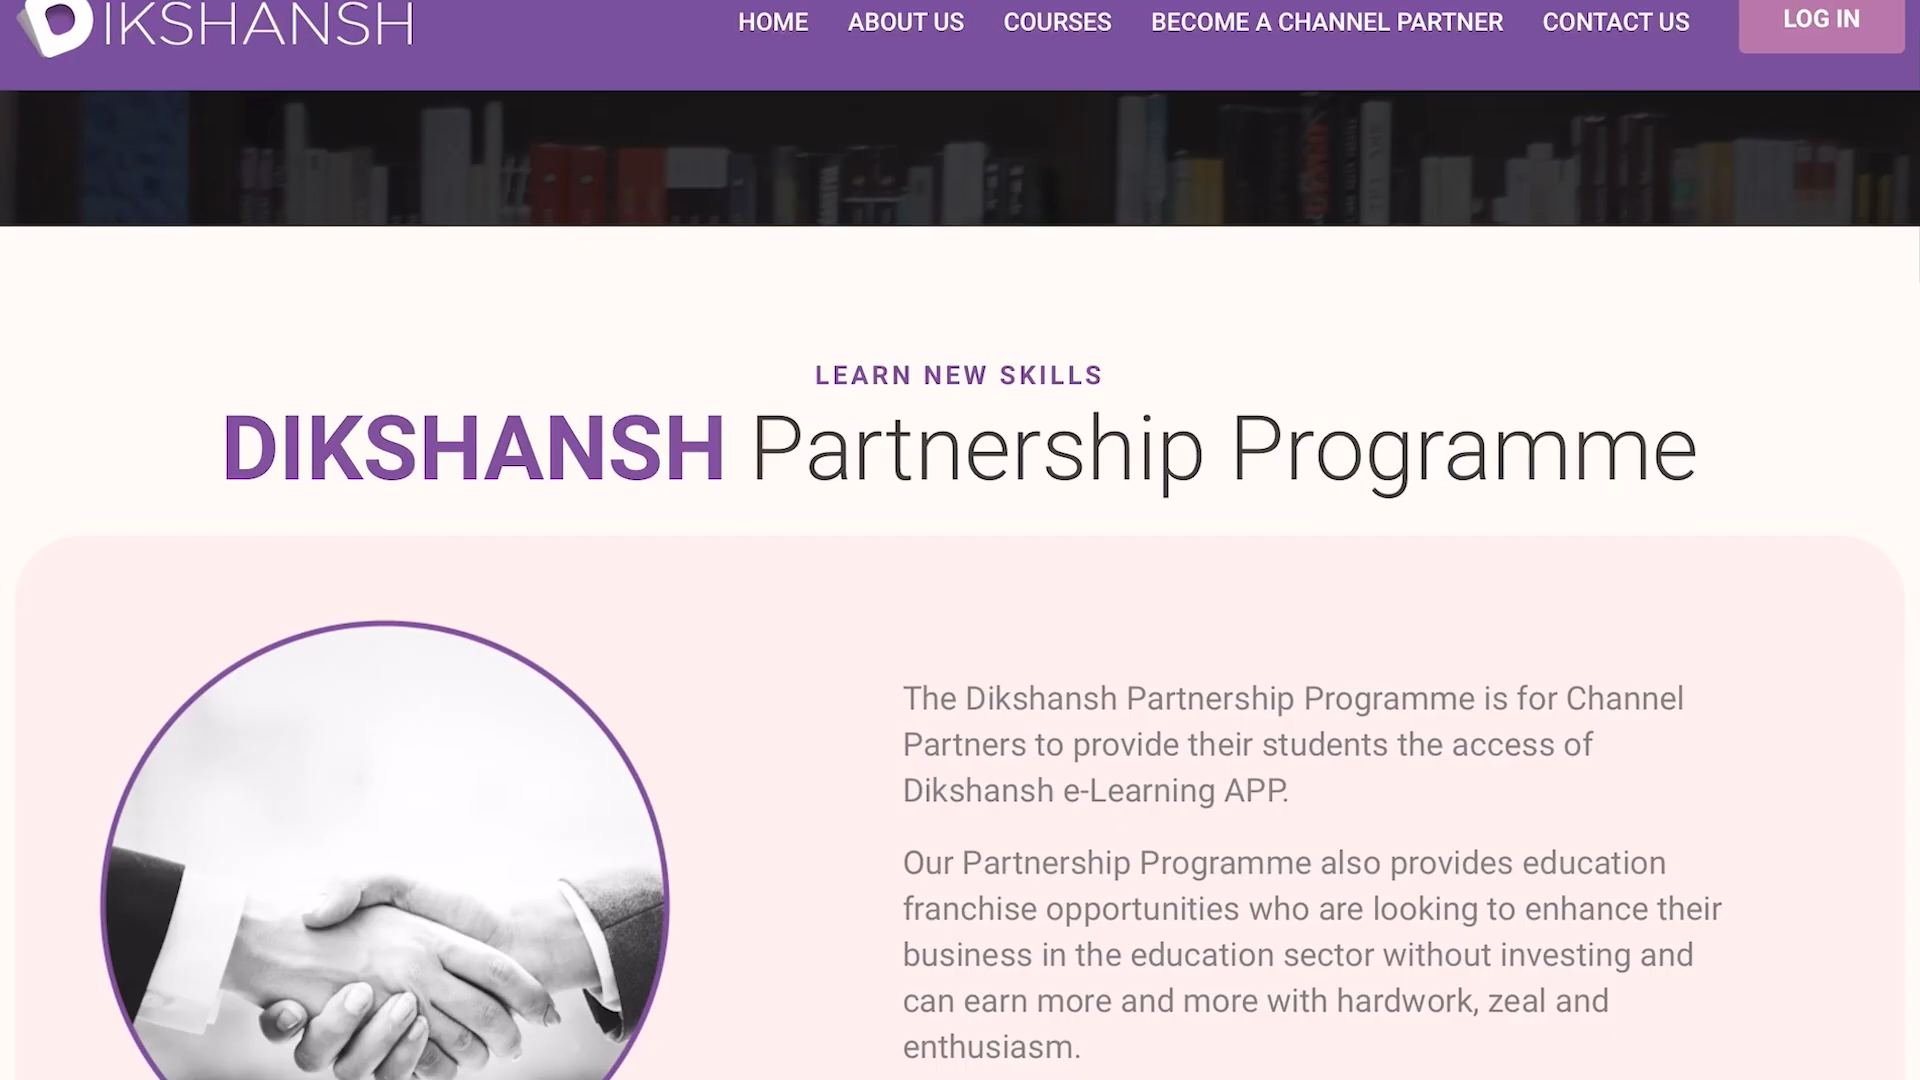 DIKSHANSH
HOME ABOUT US COURSES BECOME A CHANNEL PARTNER CONTACT US LOG IN
LEARN NEW SKILLS
DIKSHANSH Partnership Programme
The Dikshansh Partnership Programme is for Channel
Partners to provide their students the access of
Dikshansh e-Learning APP.
Our Partnership Programme also provides education
franchise opportunities who are looking to enhance their
business in the education sector without investing and
can earn more and more with hardwork, zeal and
enthusiasm.